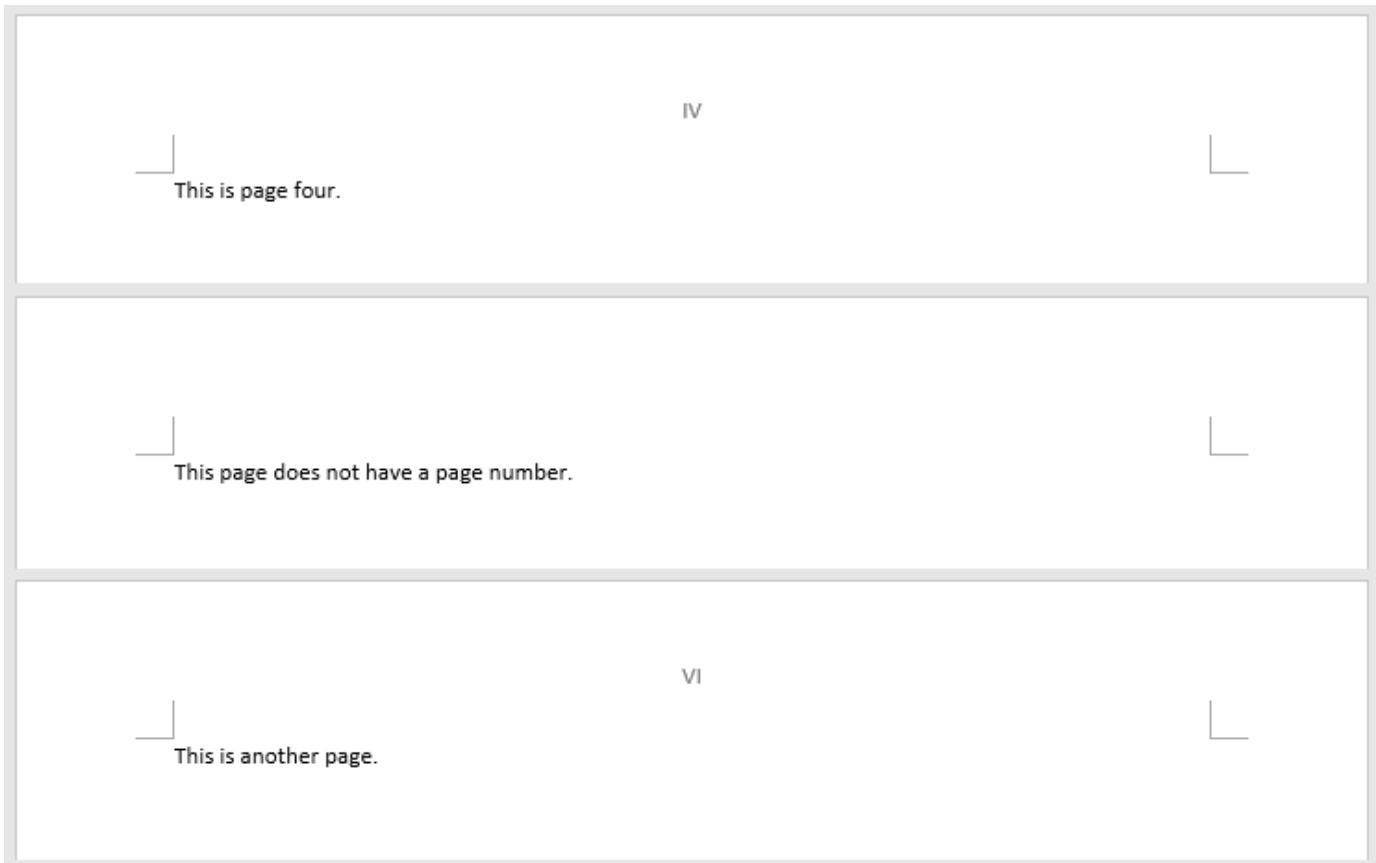 IV
This is page four.
This page does not have a page number.
VI
This is another page.